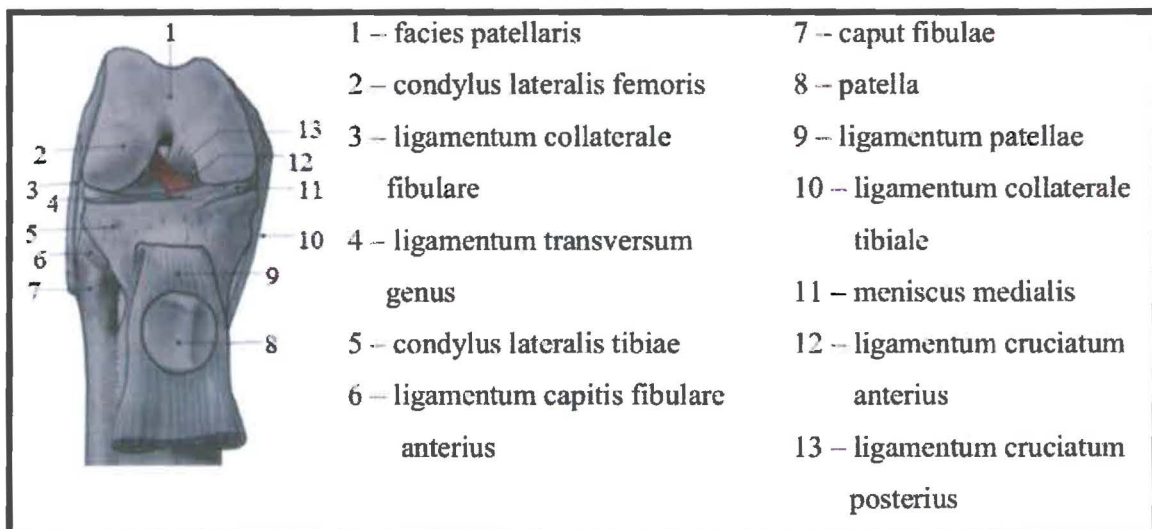 1
2
3
4
5
6
7
13
12
11
10
9
8
1 – facies patellaris
2 – condylus lateralis femoris
3 – ligamentum collaterale
fibulare
4 – ligamentum transversum
genus
5 – condylus lateralis tibiae
6 – ligamentum capitis fibulare
anterius
7 – caput fibulae
8 – patella
9 – ligamentum patellae
10 – ligamentum collaterale
tibiale
11 – meniscus medialis
12 – ligamentum cruciatum
anterius
13 – ligamentum cruciatum
posterius